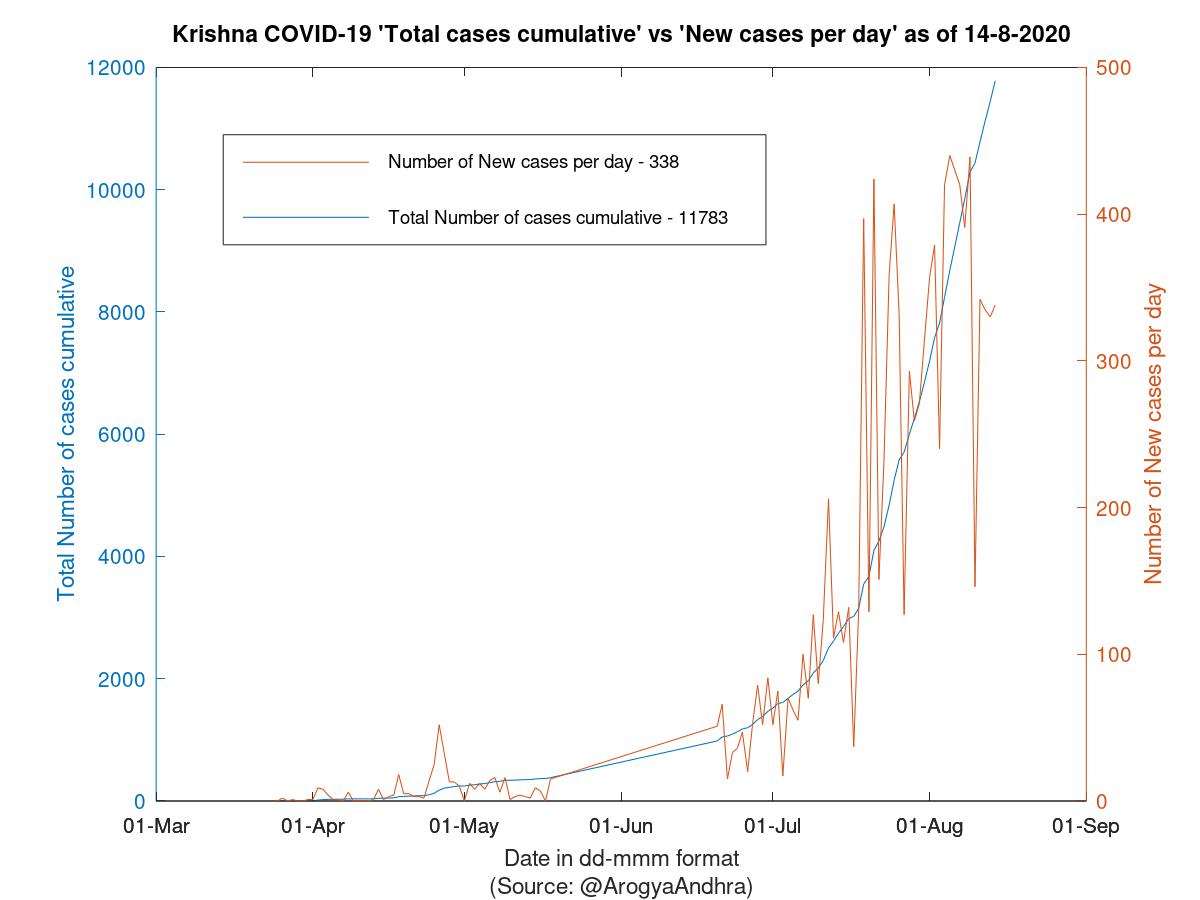 Krishna COVID-19 'Total cases cumulative' vs 'New cases per day' as of 14-8-2020
12000
10000
8000
6000
4000
2000
0
Total Number of cases cumulative
Number of New cases per day - 338
Total Number of cases cumulative - 11783
500
400
300
200
100
0
Number of New cases per day
01-Mar 01-Apr 01-May 01-Jun 01-Jul 01-Aug 01-Sep
Date in dd-mmm format
(Source: @ArogyaAndhra)